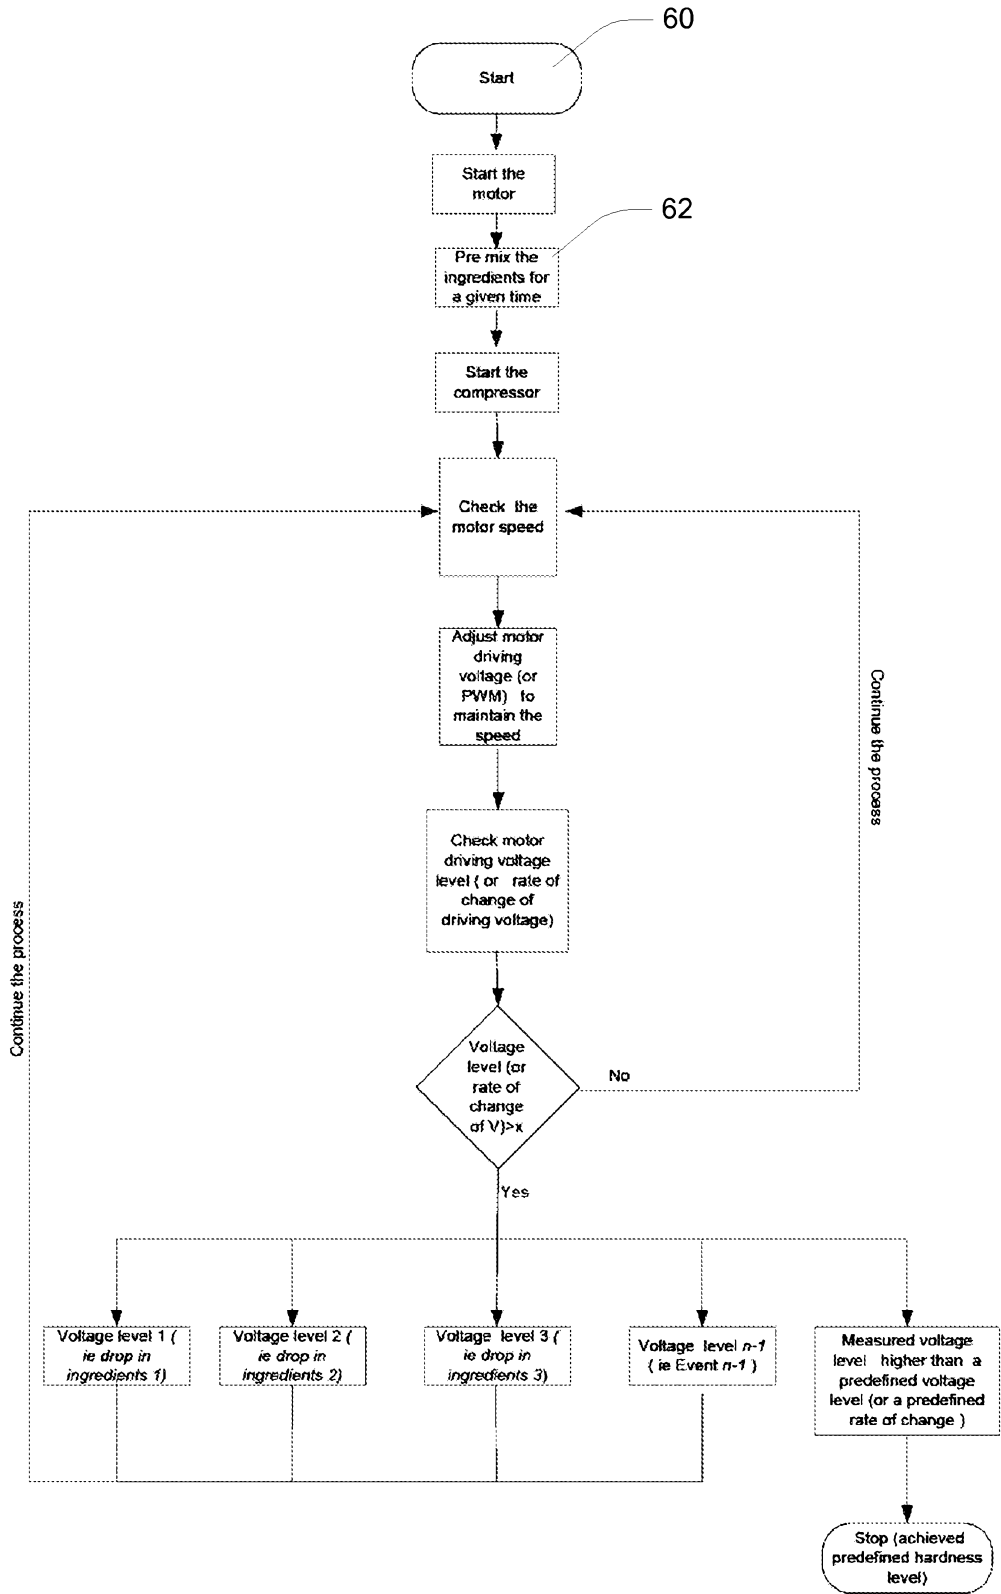 60
Start
Start the
motor
62
Pre mix the
ingredients for
a given time
Start the
compressor
Check the
motor speed
Adjust motor
driving
voltage (or
PWM) to
maintain the
speed
Continue the process
Check motor
driving voltage
level ( or rate of
change of
driving voltage)
Continue the process
Voltage
level (or
rate of
change
of V)>x
No
Yes
Voltage level 1 (
ie drop in
ingredients 1)
Voltage level 2 (
ie drop in
ingredients 2)
Voltage level 3 (
ie drop in
ingredients 3)
Voltage level n-1
( ie Event n-1 )
Measured voltage
level higher than a
predefined voltage
level (or a predefined
rate of change )
Stop (achieved
predefined hardness
level)